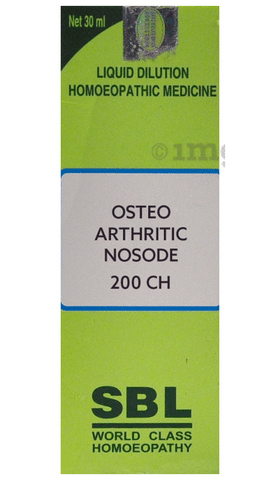 Net 30 ml
LIQUID DILUTION
HOMOEOPATHIC MEDICINE
OSTEO
ARTHRITIC
NOSODE
200 CH
SBL
WORLD CLASS
HOMOEOPATHY